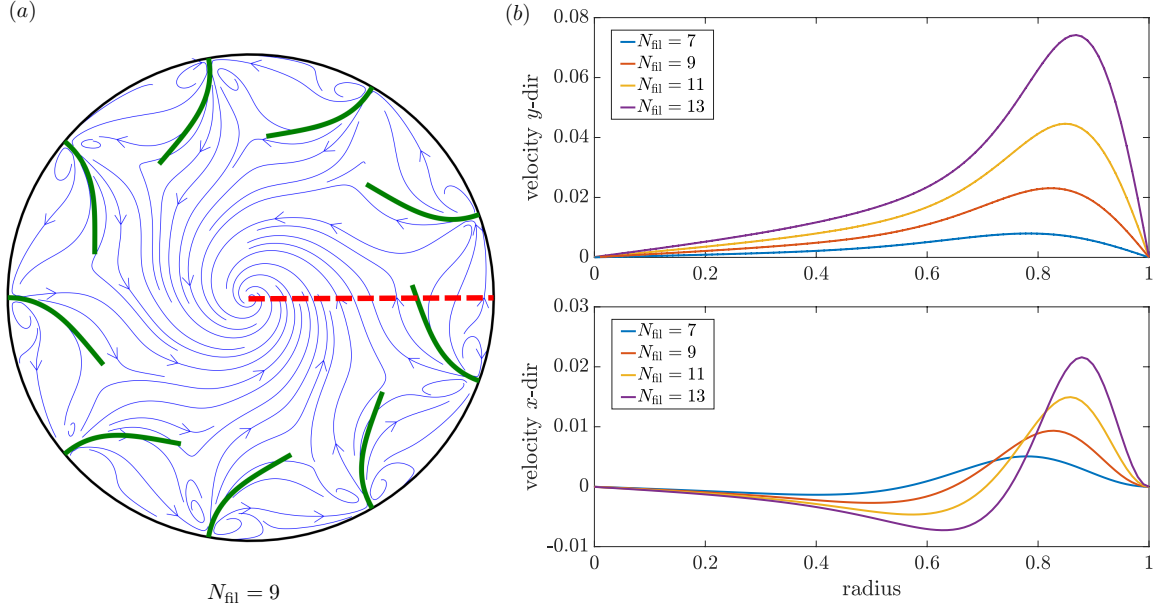 (a)
N_fil = 9
(b)
velocity y-dir
0.08
0.06
0.04
0.02
0
N_fil = 7
N_fil = 9
N_fil = 11
N_fil = 13
0 0.2 0.4 0.6 0.8 1
velocity x-dir
0.03
0.02
0.01
0
-0.01
N_fil = 7
N_fil = 9
N_fil = 11
N_fil = 13
0 0.2 0.4 0.6 0.8 1
radius